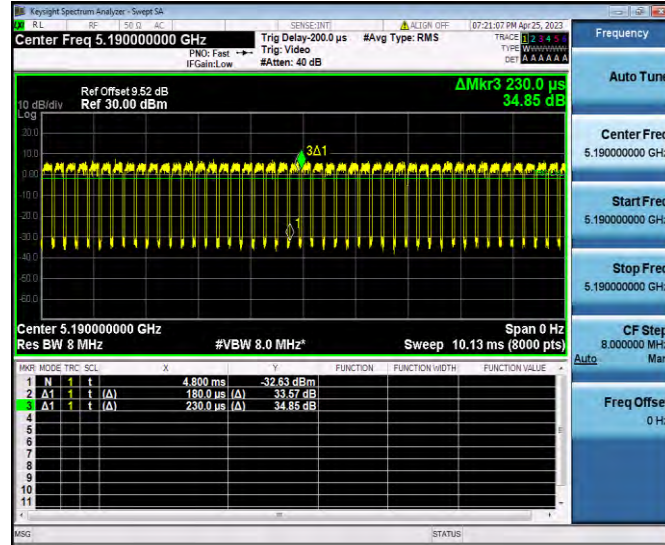 Keysight Spectrum Analyzer - Swept SA
RL RF 50 Ω AC SENSE:INT ALIGN OFF 07:21:07 PM Apr 25, 2023
Center Freq 5.190000000 GHz
PNO: Fast
IFGain:Low
Trig Delay-200.0 µs
Trig: Video
#Atten: 40 dB
#Avg Type: RMS
TRACE 1 2 3 4 5 6
TYPE
DET A A A A A A
Ref Offset 9.52 dB
10 dB/div Ref 30.00 dBm
Log
ΔMkr3 230.0 µs
34.85 dB
20.0
10.0
0.00
-10.0
-20.0
-30.0
-40.0
-50.0
-60.0
3Δ1
1
Center 5.190000000 GHz Span 0 Hz
Res BW 8 MHz #VBW 8.0 MHz* Sweep 10.13 ms (8000 pts)
MKR MODE TRC SCL X Y FUNCTION FUNCTION WIDTH FUNCTION VALUE
1 N 1 t 4.800 ms -32.63 dBm
2 Δ1 1 t (Δ) 180.0 µs (Δ) 33.57 dB
3 Δ1 1 t (Δ) 230.0 µs (Δ) 34.85 dB
4
5
6
7
8
9
10
11
MSG STATUS
Frequency
Auto Tune
Center Freq
5.190000000 GHz
Start Freq
5.190000000 GHz
Stop Freq
5.190000000 GHz
CF Step
8.000000 MHz
Auto Man
Freq Offset
0 Hz